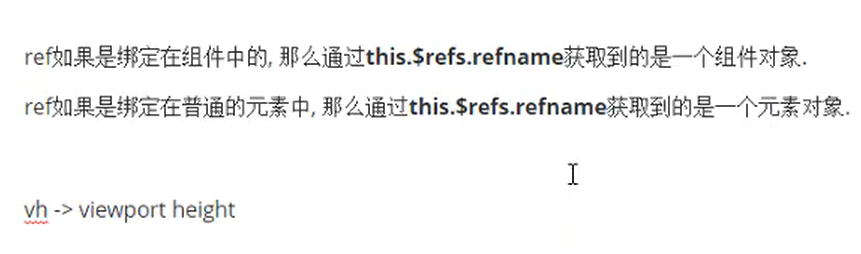 ref如果是绑定在组件中的, 那么通过this.$refs.refname获取到的是一个组件对象.
ref如果是绑定在普通的元素中, 那么通过this.$refs.refname获取到的是一个元素对象.
vh -> viewport height